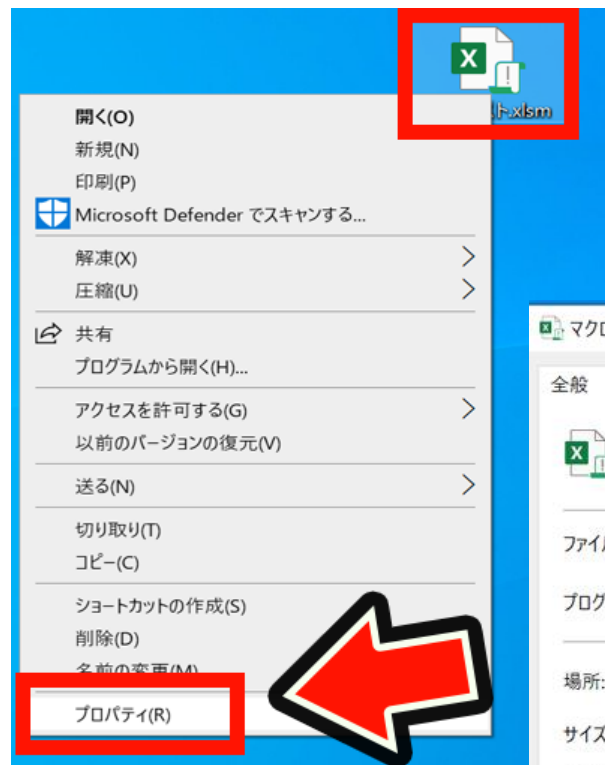 ト.xlsm
開く(O)
新規(N)
印刷(P)
Microsoft Defender でスキャンする...
解凍(X)
圧縮(U)
共有
プログラムから開く(H)...
アクセスを許可する(G)
以前のバージョンの復元(V)
送る(N)
切り取り(T)
コピー(C)
ショートカットの作成(S)
削除(D)
名前の変更(M)
プロパティ(R)
マクロ
全般
ファイル
プログ
場所:
サイズ